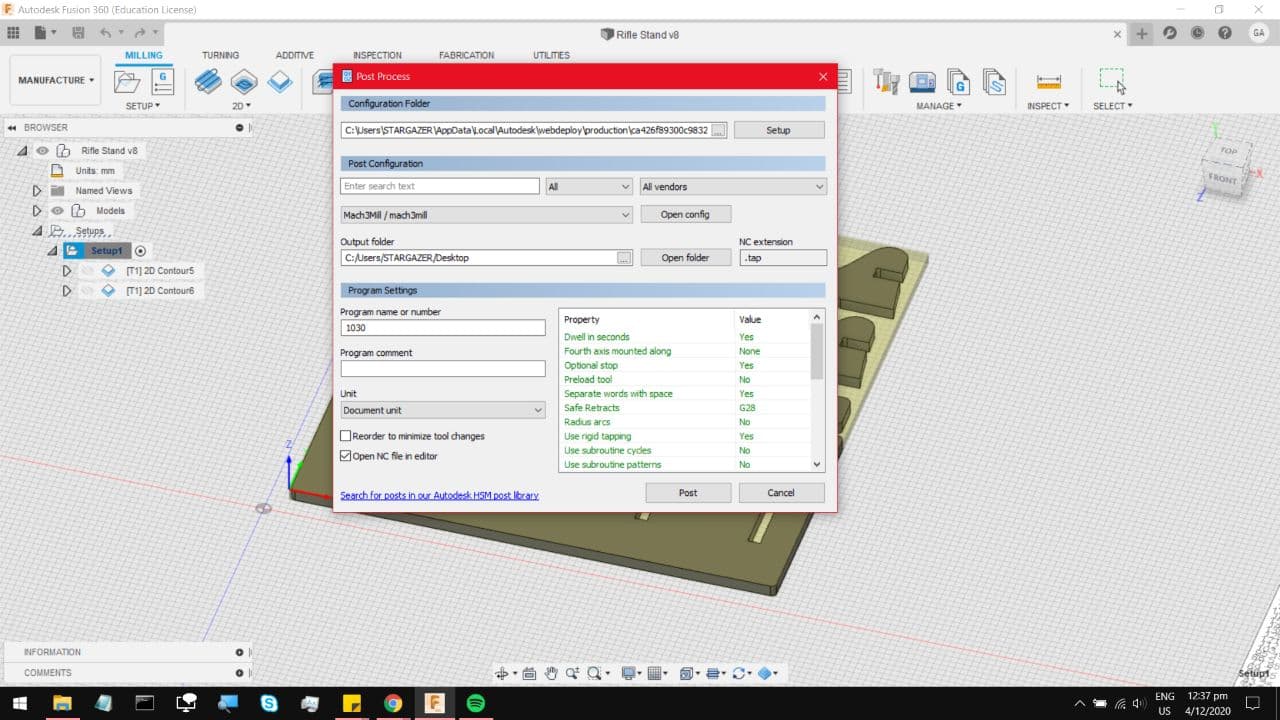 Autodesk Fusion 360 (Education License)
Rifle Stand v8
GA
MILLING TURNING ADDITIVE INSPECTION FABRICATION UTILITIES
MANUFACTURE
SETUP 2D MANAGE INSPECT SELECT
Post Process
Configuration Folder
C:\Users\STARGAZER\AppData\Local\Autodesk\webdeploy\production\ca426f89300c9832 ... Setup
Post Configuration
Enter search text All All vendors
Mach3Mill / mach3mill Open config
Output folder NC extension
C:/Users/STARGAZER/Desktop ... Open folder .tap
Program Settings
Program name or number
1030
Program comment
Unit
Document unit
Reorder to minimize tool changes
Open NC file in editor
Search for posts in our Autodesk HSM post library
Property Value
Dwell in seconds Yes
Fourth axis mounted along None
Optional stop Yes
Preload tool No
Separate words with space Yes
Safe Retracts G28
Radius arcs No
Use rigid tapping Yes
Use subroutine cycles No
Use subroutine patterns No
Post Cancel
BROWSER
Rifle Stand v8
Units: mm
Named Views
Models
Setups
Setup1
[T1] 2D Contour5
[T1] 2D Contour6
TOP
FRONT
X
Y
Z
Z
INFORMATION
COMMENTS
Setup1
ENG
US
12:37 pm
4/12/2020